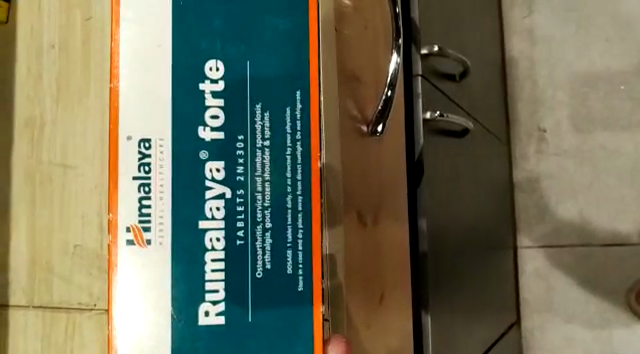 Himalaya®
HERBAL HEALTHCARE
Rumalaya® forte
TABLETS 2Nx30s
Osteoarthritis, cervical and lumbar spondylosis,
arthralgia, gout, frozen shoulder & sprains.
DOSAGE: 1 tablet twice daily, or as directed by your physician.
Store in a cool and dry place, away from direct sunlight. Do not refrigerate.